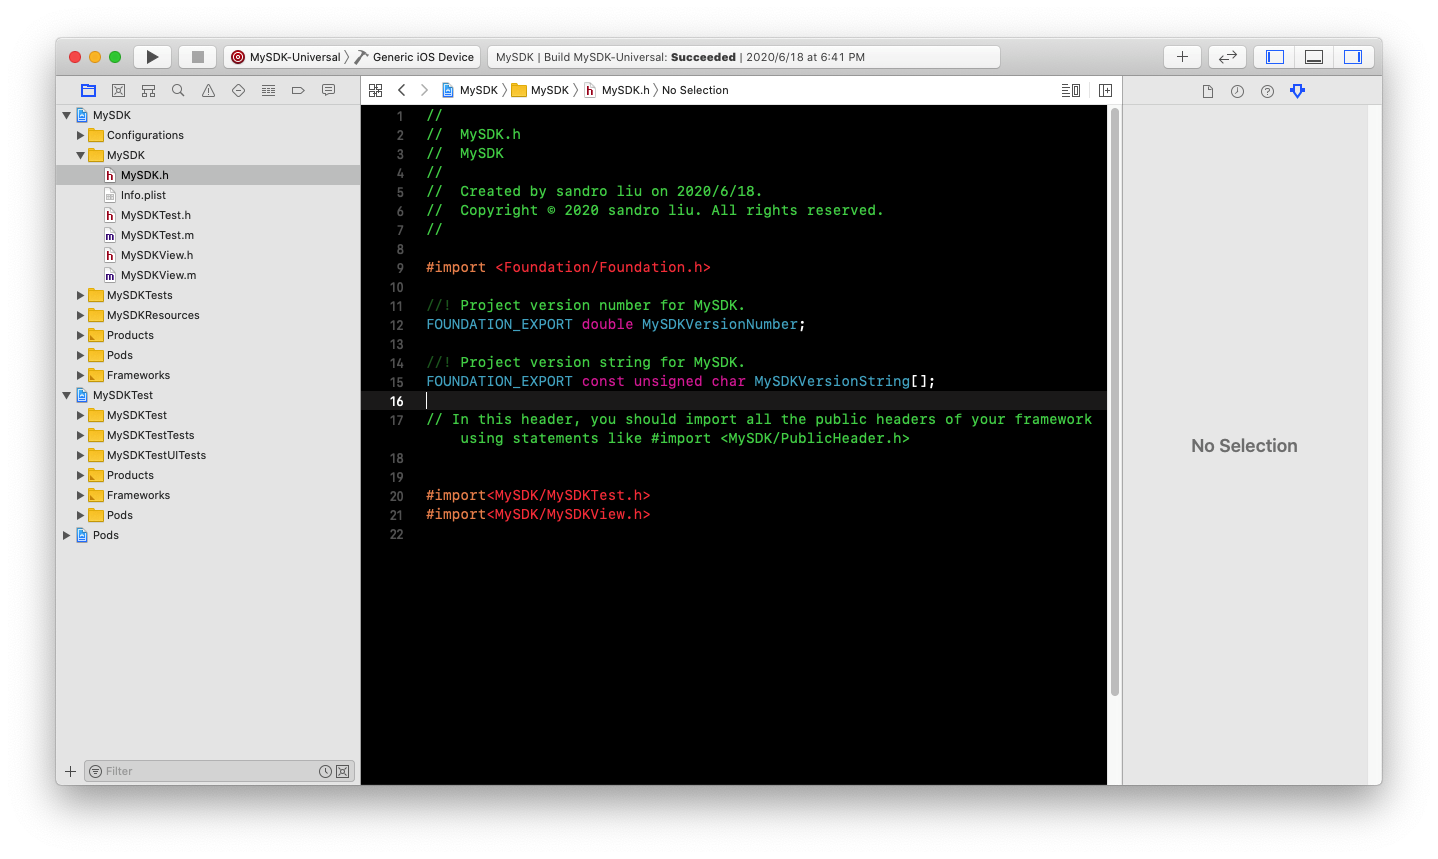 MySDK-Universal 〉 Generic iOS Device
MySDK | Build MySDK-Universal: Succeeded | 2020/6/18 at 6:41 PM
MySDK 〉 MySDK 〉 h MySDK.h 〉 No Selection
MySDK
Configurations
MySDK
h MySDK.h
Info.plist
h MySDKTest.h
m MySDKTest.m
h MySDKView.h
m MySDKView.m
MySDKTests
MySDKResources
Products
Pods
Frameworks
MySDKTest
MySDKTest
MySDKTestTests
MySDKTestUITests
Products
Frameworks
Pods
Pods
Filter
1 //
2 //  MySDK.h
3 //  MySDK
4 //
5 //  Created by sandro liu on 2020/6/18.
6 //  Copyright © 2020 sandro liu. All rights reserved.
7 //
8
9 #import <Foundation/Foundation.h>
10
11 //! Project version number for MySDK.
12 FOUNDATION_EXPORT double MySDKVersionNumber;
13
14 //! Project version string for MySDK.
15 FOUNDATION_EXPORT const unsigned char MySDKVersionString[];
16
17 // In this header, you should import all the public headers of your framework
using statements like #import <MySDK/PublicHeader.h>
18
19
20 #import<MySDK/MySDKTest.h>
21 #import<MySDK/MySDKView.h>
22
No Selection